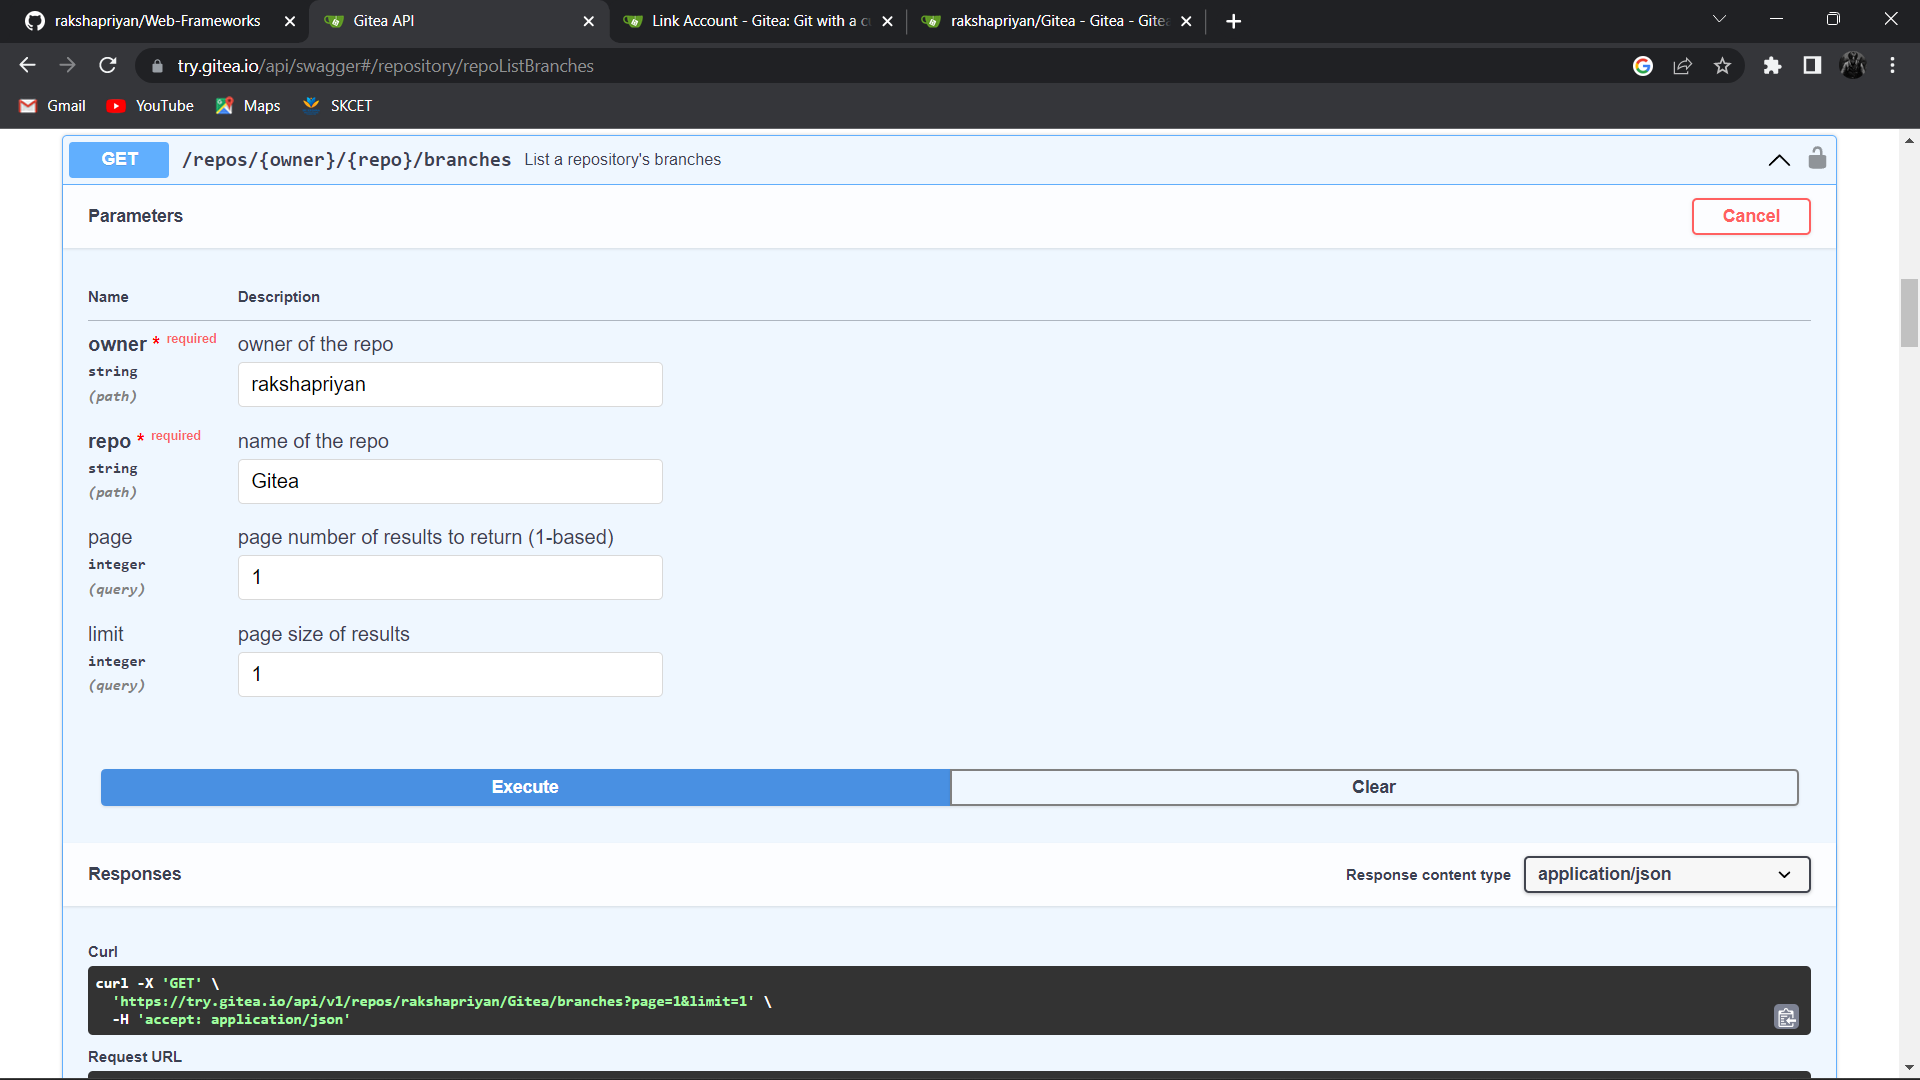 rakshapriyan/Web-Frameworks
Gitea API
Link Account - Gitea: Git with a cu
rakshapriyan/Gitea - Gitea - Gitea
try.gitea.io/api/swagger#/repository/repoListBranches
Gmail
YouTube
Maps
SKCET
GET /repos/{owner}/{repo}/branches List a repository's branches
Parameters
Cancel
Name Description
owner * required owner of the repo
string
(path)
rakshapriyan
repo * required name of the repo
string
(path)
Gitea
page page number of results to return (1-based)
integer
(query)
1
limit page size of results
integer
(query)
1
Execute
Clear
Responses
Response content type application/json
Curl
curl -X 'GET' \
'https://try.gitea.io/api/v1/repos/rakshapriyan/Gitea/branches?page=1&limit=1' \
-H 'accept: application/json'
Request URL